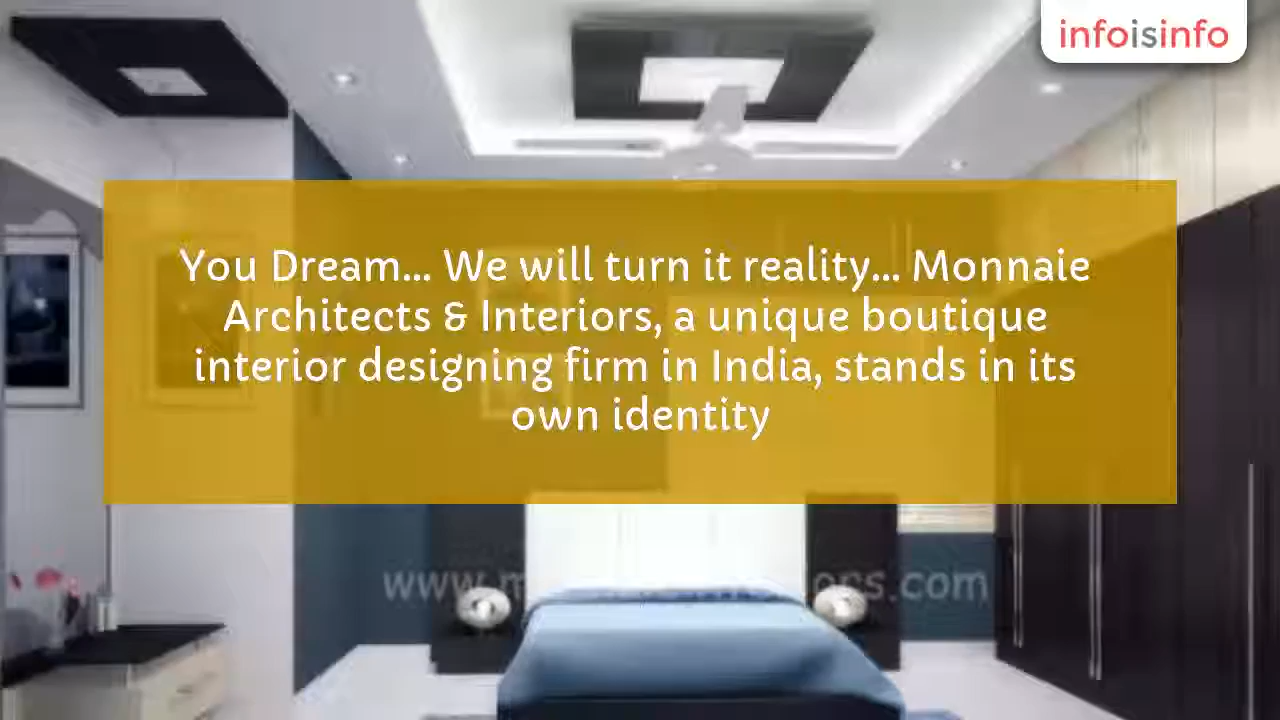 infoisinfo
You Dream... We will turn it reality... Monnaie
Architects & Interiors, a unique boutique
interior designing firm in India, stands in its
own identity